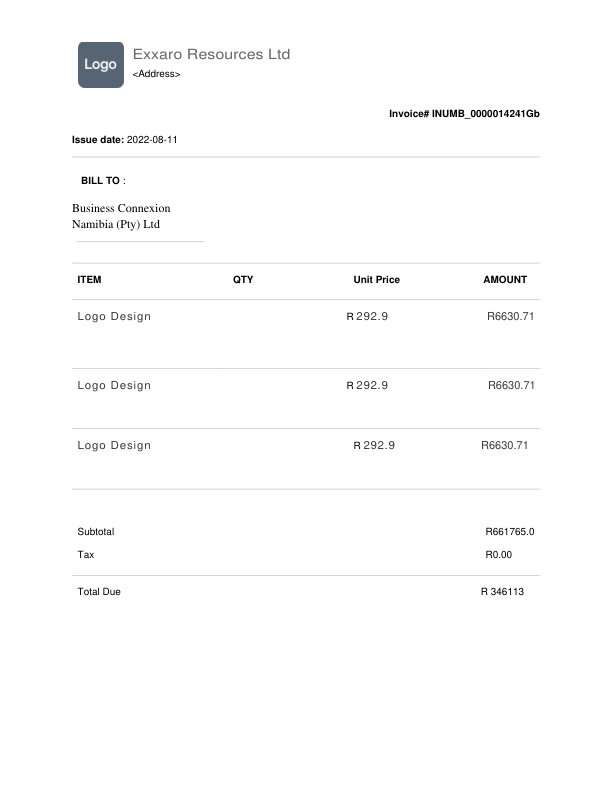 Logo
Exxaro Resources Ltd
<Address>
Invoice# INUMB_0000014241Gb
Issue date: 2022-08-11
BILL TO :
Business Connexion
Namibia (Pty) Ltd
ITEM QTY Unit Price AMOUNT
Logo Design R 292.9 R6630.71
Logo Design R 292.9 R6630.71
Logo Design R 292.9 R6630.71
Subtotal R661765.0
Tax R0.00
Total Due R 346113